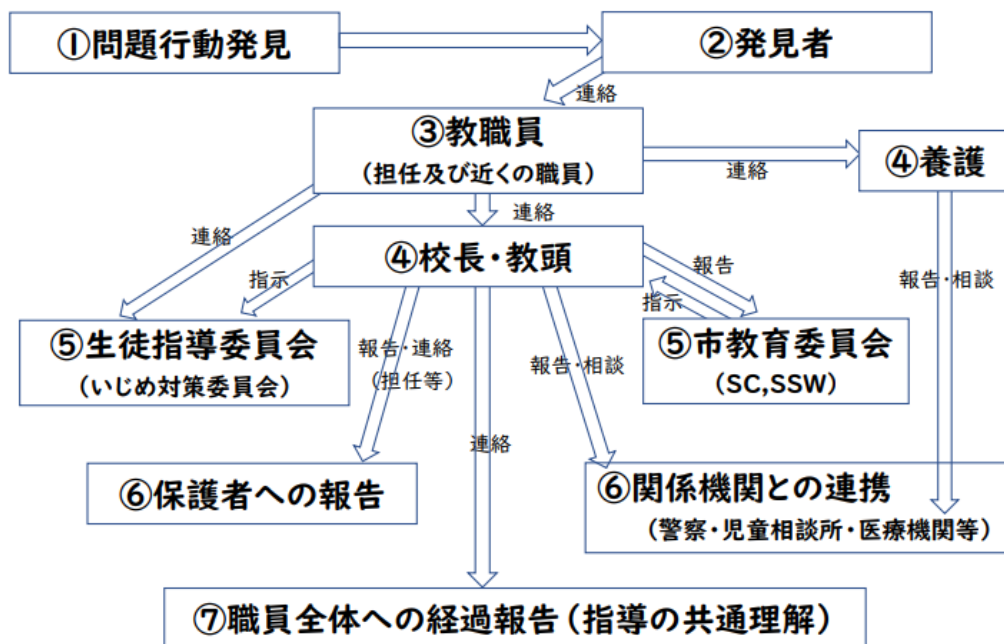 ①問題行動発見
②発見者
連絡
③教職員
(担任及び近くの職員)
連絡
④養護
連絡
連絡
④校長・教頭
指示
報告
指示
報告・相談
⑤生徒指導委員会
(いじめ対策委員会)
報告・連絡
(担任等)
報告・相談
⑤市教育委員会
(SC,SSW)
連絡
⑥保護者への報告
⑥関係機関との連携
(警察・児童相談所・医療機関等)
⑦職員全体への経過報告(指導の共通理解)